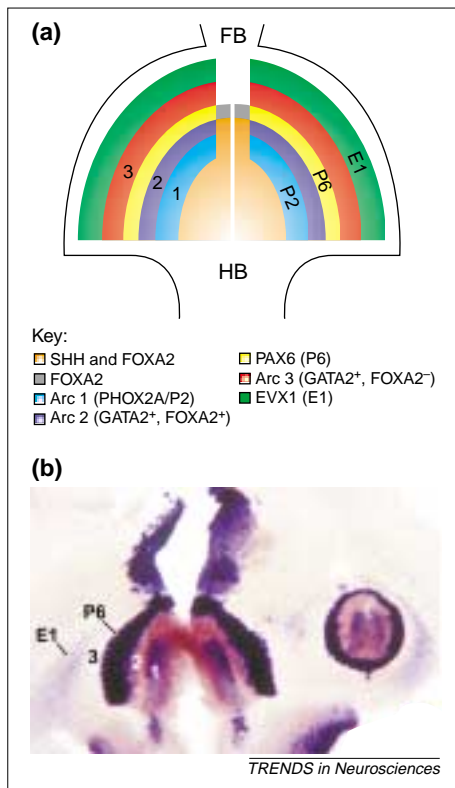 (a)
FB
3
2
1
P2
P6
E1
HB
Key:
SHH and FOXA2
FOXA2
Arc 1 (PHOX2A/P2)
Arc 2 (GATA2⁺, FOXA2⁺)
PAX6 (P6)
Arc 3 (GATA2⁺, FOXA2⁻)
EVX1 (E1)
(b)
P6
E1
3
2
1
TRENDS in Neurosciences